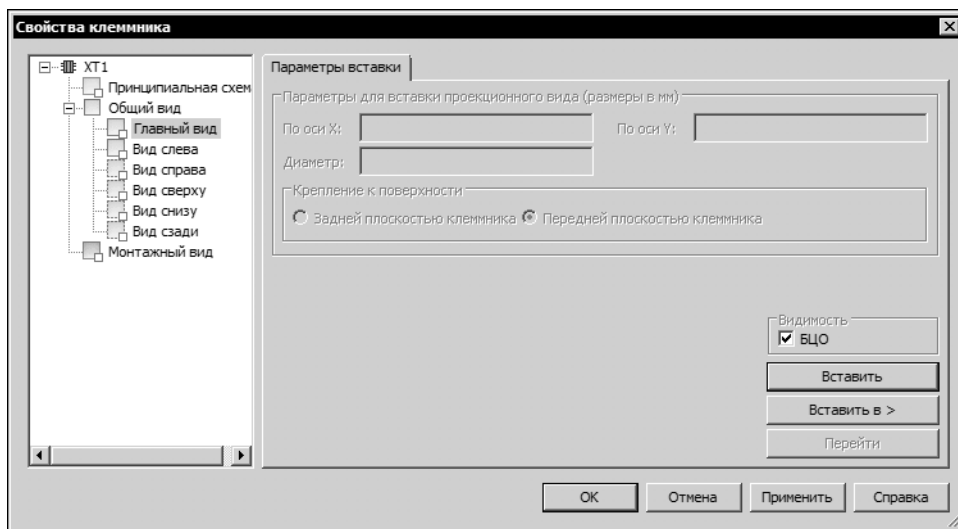 Свойства клеммника
XT1
Принципиальная схем
Общий вид
Главный вид
Вид слева
Вид справа
Вид сверху
Вид снизу
Вид сзади
Монтажный вид
Параметры вставки
Параметры для вставки проекционного вида (размеры в мм)
По оси X: По оси Y:
Диаметр:
Крепление к поверхности
Задней плоскостью клеммника Передней плоскостью клеммника
Видимость
БЦО
Вставить
Вставить в >
Перейти
ОК Отмена Применить Справка